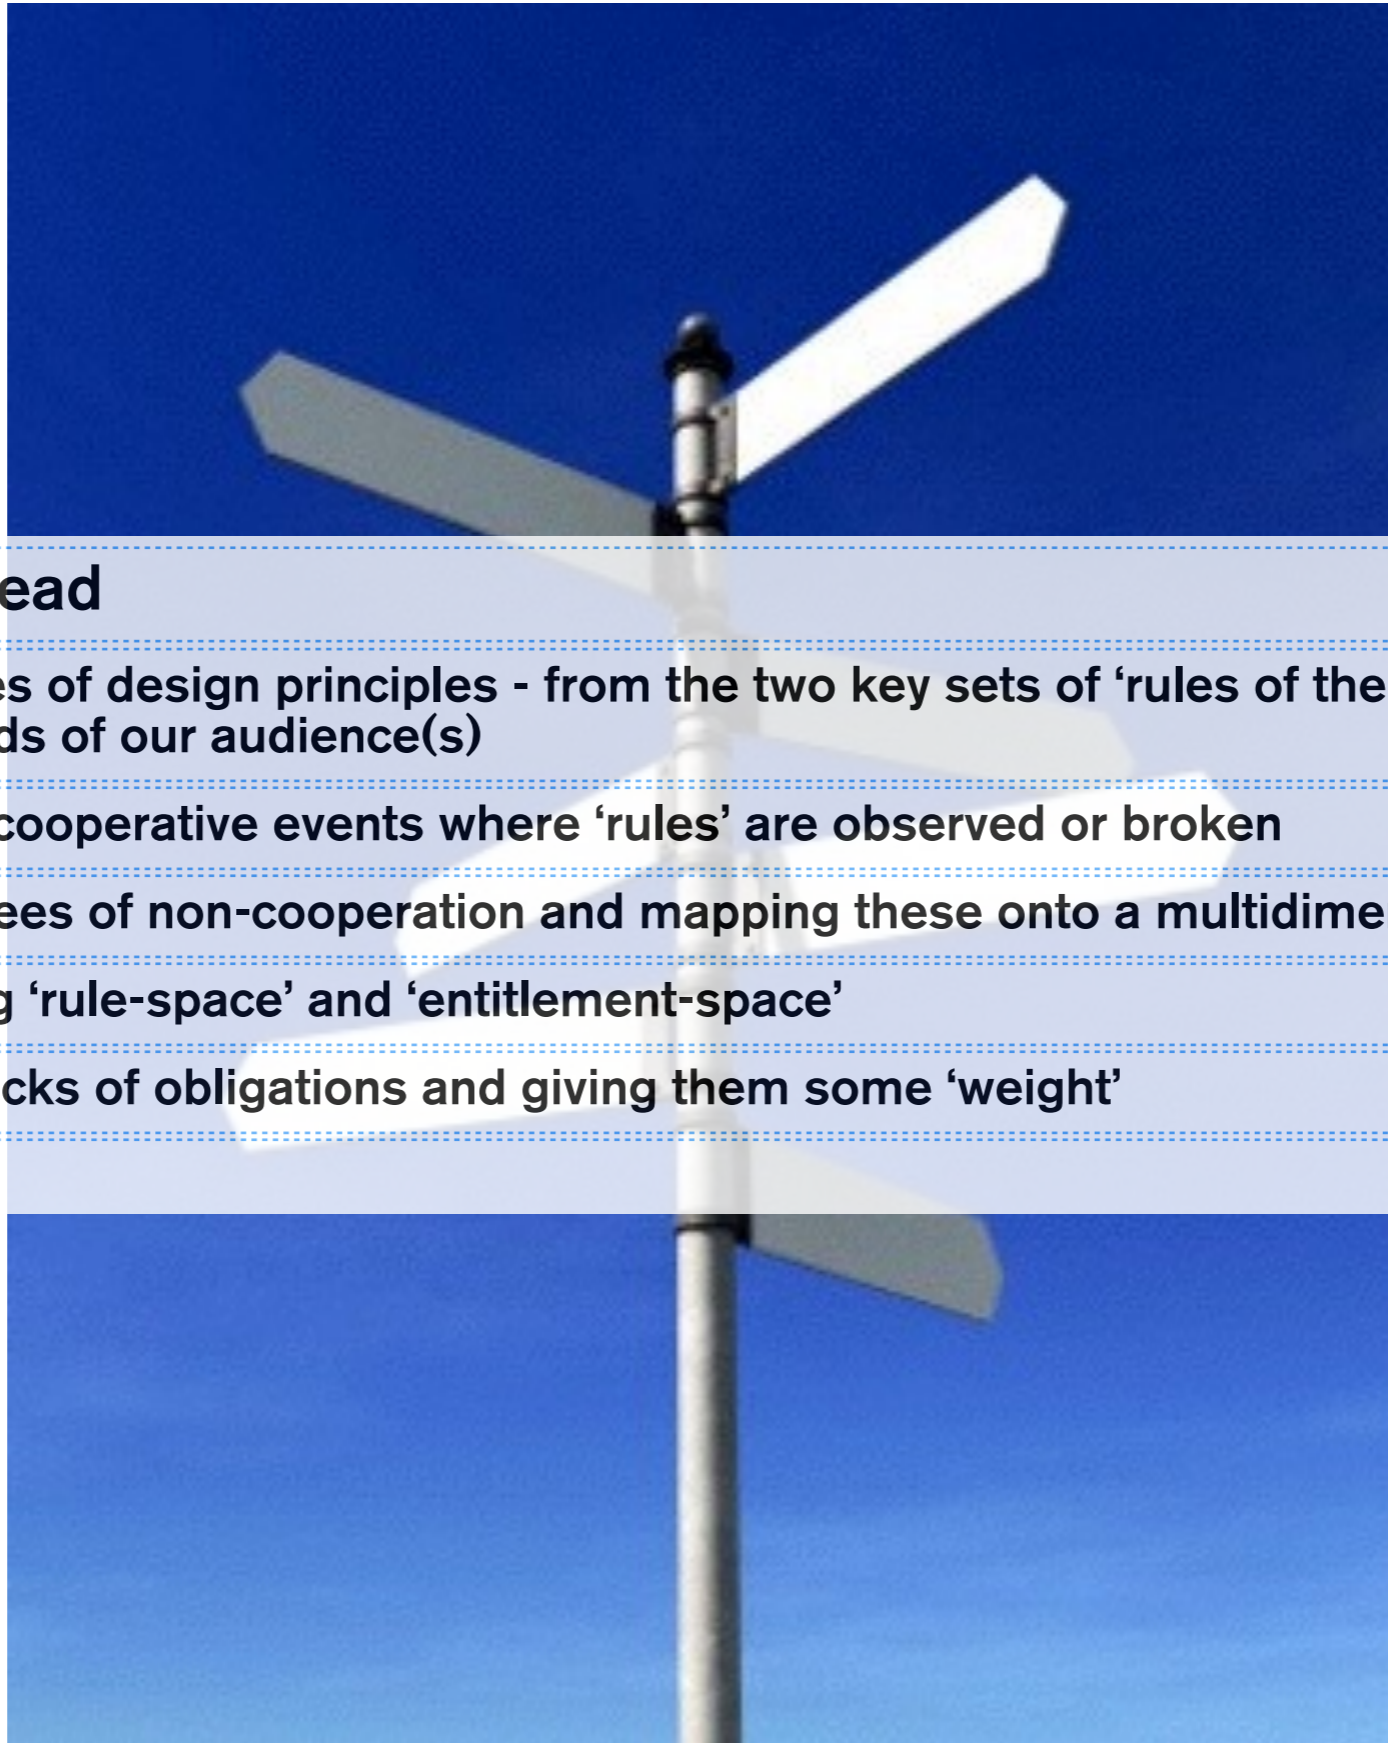 ead
es of design principles - from the two key sets of ‘rules of the
ds of our audience(s)
cooperative events where ‘rules’ are observed or broken
ees of non-cooperation and mapping these onto a multidime
g ‘rule-space’ and ‘entitlement-space’
cks of obligations and giving them some ‘weight’